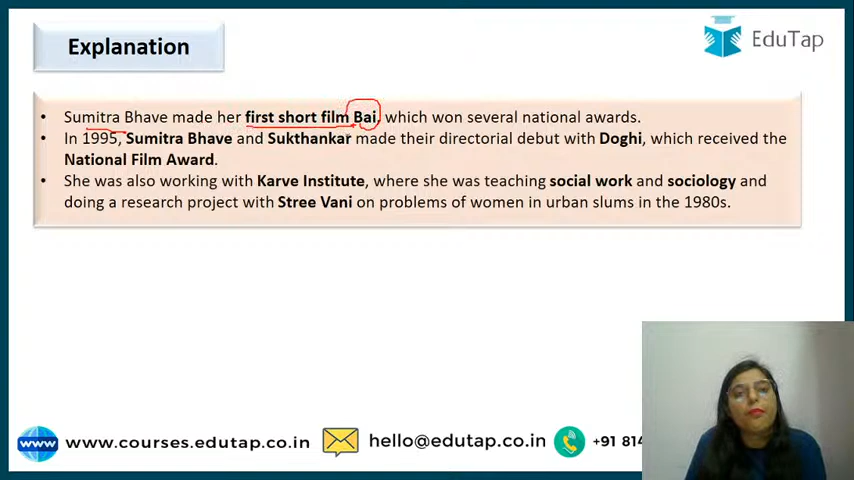 Explanation
EduTap
• Sumitra Bhave made her first short film Bai, which won several national awards.
• In 1995, Sumitra Bhave and Sukthankar made their directorial debut with Doghi, which received the
National Film Award.
• She was also working with Karve Institute, where she was teaching social work and sociology and
doing a research project with Stree Vani on problems of women in urban slums in the 1980s.
www www.courses.edutap.co.in hello@edutap.co.in +91 814